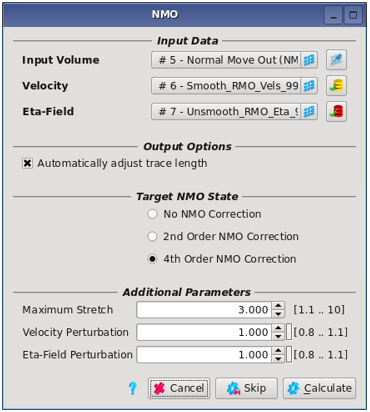 NMO
Input Data
Input Volume # 5 - Normal Move Out (NM
Velocity # 6 - Smooth_RMO_Vels_99
Eta-Field # 7 - Unsmooth_RMO_Eta_9
Output Options
Automatically adjust trace length
Target NMO State
No NMO Correction
2nd Order NMO Correction
4th Order NMO Correction
Additional Parameters
Maximum Stretch 3.000 [1.1 .. 10]
Velocity Perturbation 1.000 [0.8 .. 1.1]
Eta-Field Perturbation 1.000 [0.8 .. 1.1]
? Cancel Skip Calculate